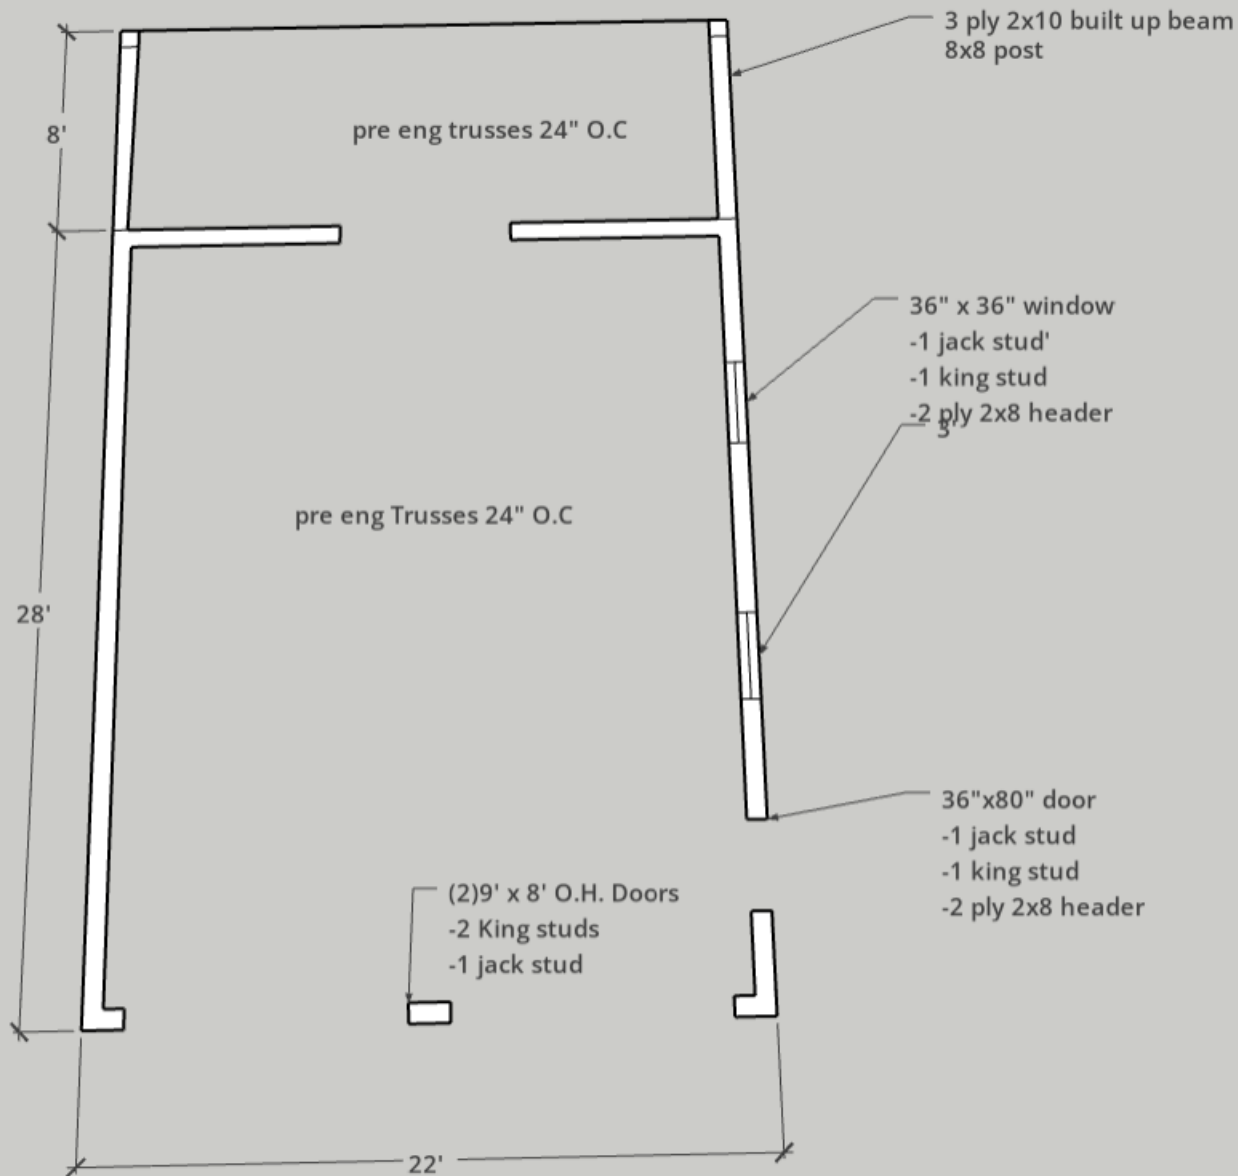 3 ply 2x10 built up beam
8x8 post
8'
pre eng trusses 24" O.C
36" x 36" window
-1 jack stud'
-1 king stud
-2 ply 2x8 header
3'
pre eng Trusses 24" O.C
28'
36"x80" door
-1 jack stud
-1 king stud
-2 ply 2x8 header
(2)9' x 8' O.H. Doors
-2 King studs
-1 jack stud
22'